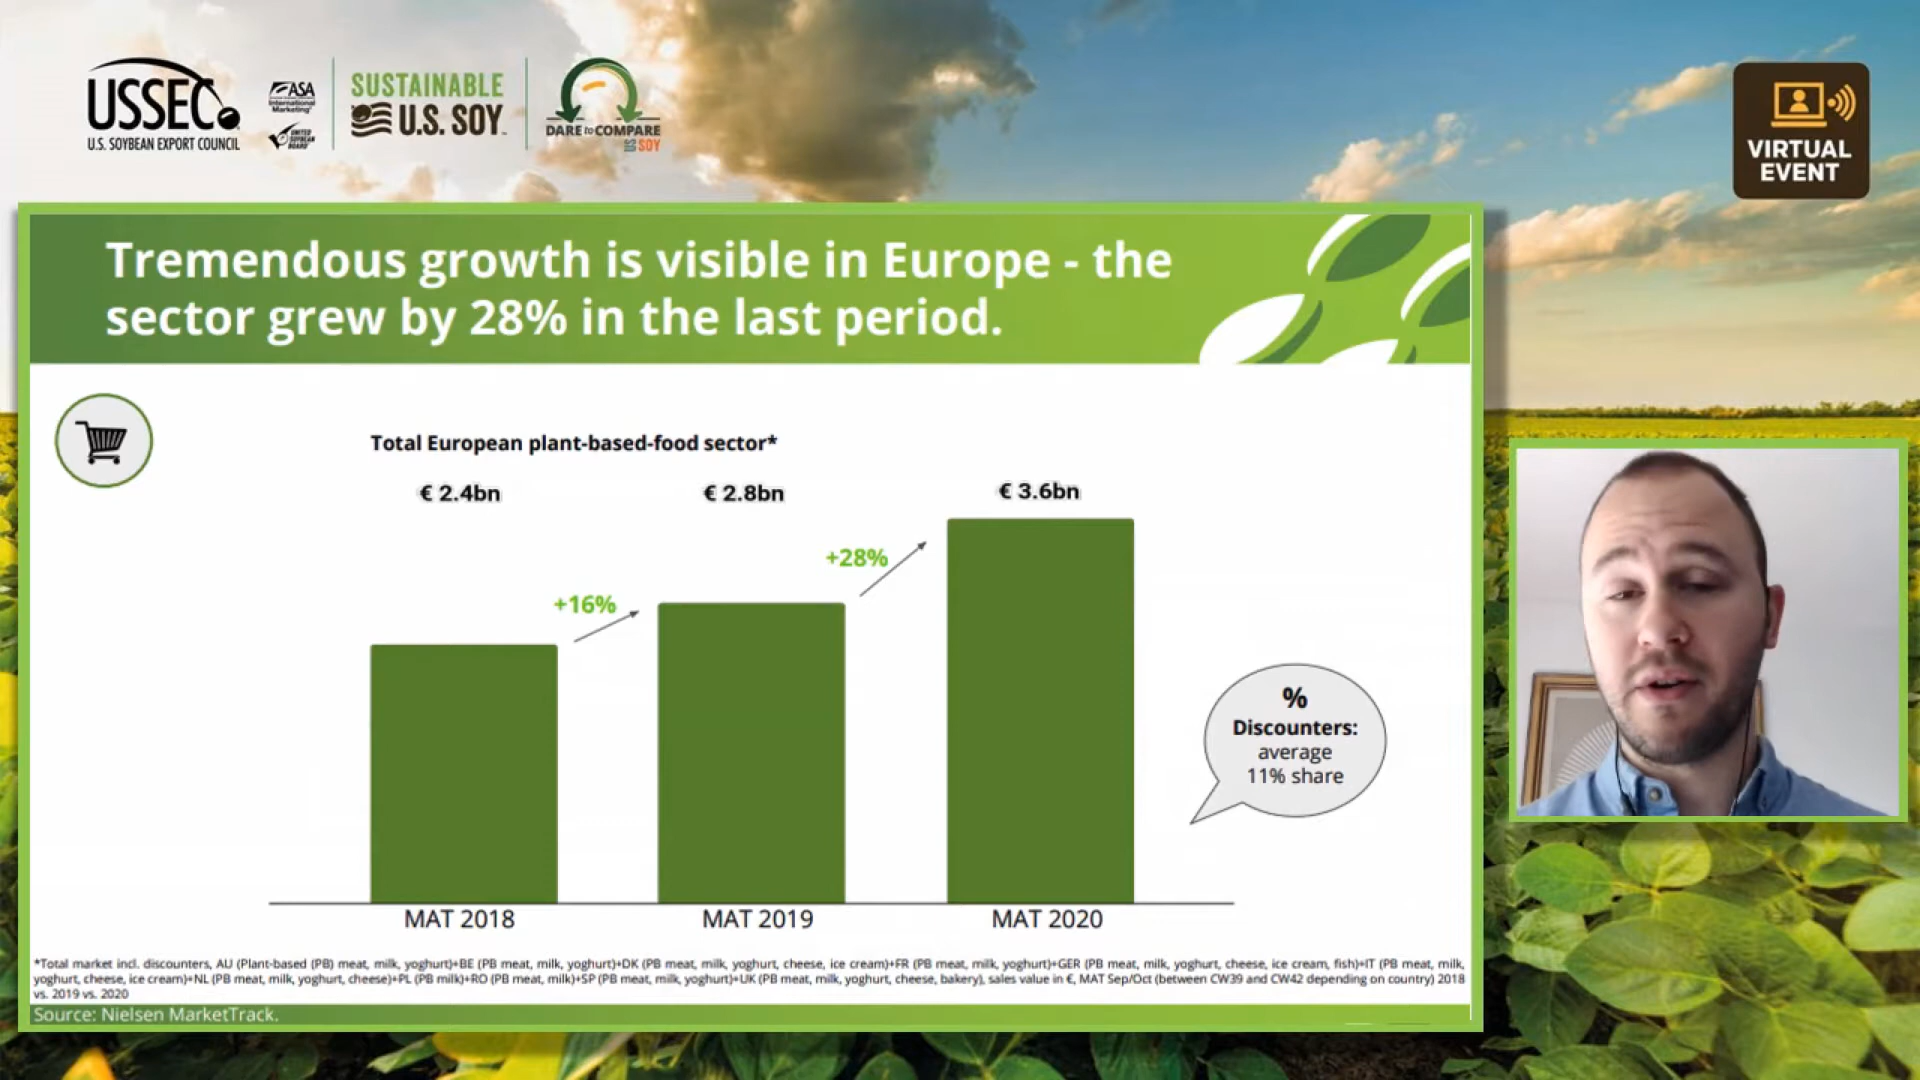 USSEC
U.S. SOYBEAN EXPORT COUNCIL
ASA
International
Marketing
UNITED
SOYBEAN
BOARD
SUSTAINABLE
U.S. SOY
DARE to COMPARE
US SOY
VIRTUAL
EVENT
Tremendous growth is visible in Europe - the
sector grew by 28% in the last period.
Total European plant-based-food sector*
€ 2.4bn
€ 2.8bn
€ 3.6bn
+16%
+28%
%
Discounters:
average
11% share
MAT 2018
MAT 2019
MAT 2020
*Total market incl. discounters, AU (Plant-based (PB) meat, milk, yoghurt)+BE (PB meat, milk, yoghurt)+DK (PB meat, milk, yoghurt, cheese, ice cream)+FR (PB meat, milk, yoghurt)+GER (PB meat, milk, yoghurt, cheese, ice cream, fish)+IT (PB meat, milk,
yoghurt, cheese, ice cream)+NL (PB meat, milk, yoghurt, cheese)+PL (PB milk)+RO (PB meat, milk)+SP (PB meat, milk, yoghurt)+UK (PB meat, milk, yoghurt, cheese, bakery), sales value in €, MAT Sep/Oct (between CW39 and CW42 depending on country) 2018
vs. 2019 vs. 2020
Source: Nielsen MarketTrack.